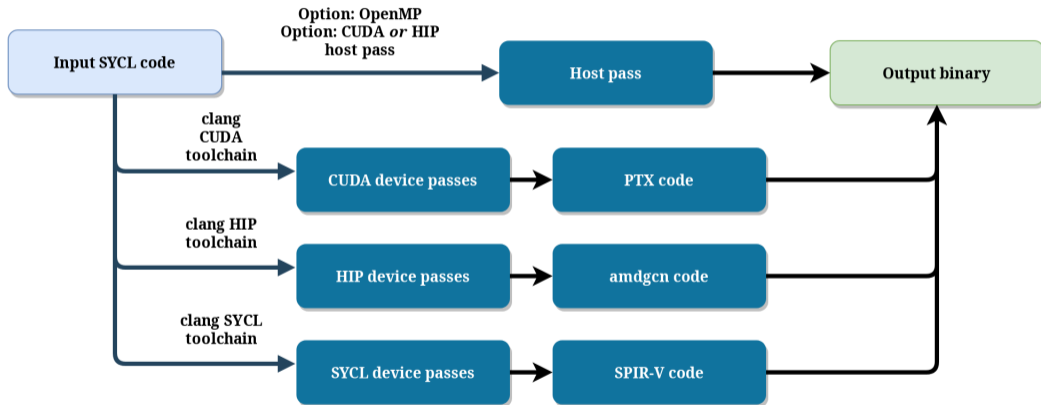 Option: OpenMP
Option: CUDA or HIP
host pass
Input SYCL code
Host pass
Output binary
clang
CUDA
toolchain
CUDA device passes
PTX code
clang HIP
toolchain
HIP device passes
amdgcn code
clang SYCL
toolchain
SYCL device passes
SPIR-V code